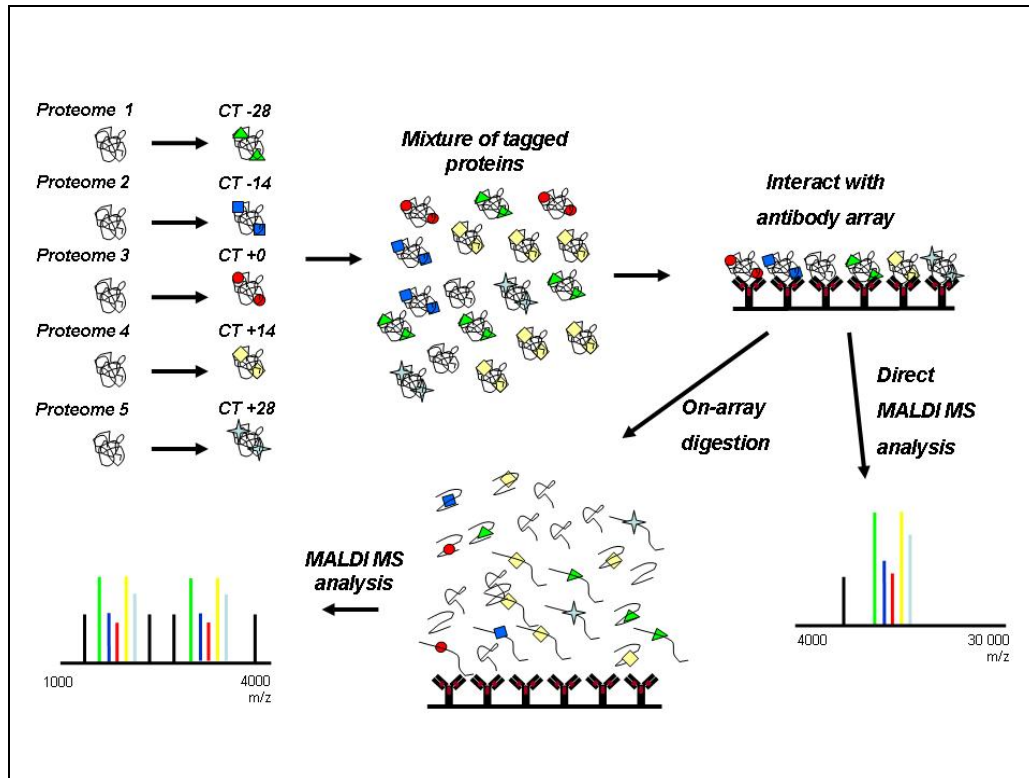 Proteome 1
CT -28
Proteome 2
CT -14
Proteome 3
CT +0
Proteome 4
CT +14
Proteome 5
CT +28
Mixture of tagged
proteins
Interact with
antibody array
On-array
digestion
Direct
MALDI MS
analysis
MALDI MS
analysis
1000
4000
m/z
4000
30 000
m/z